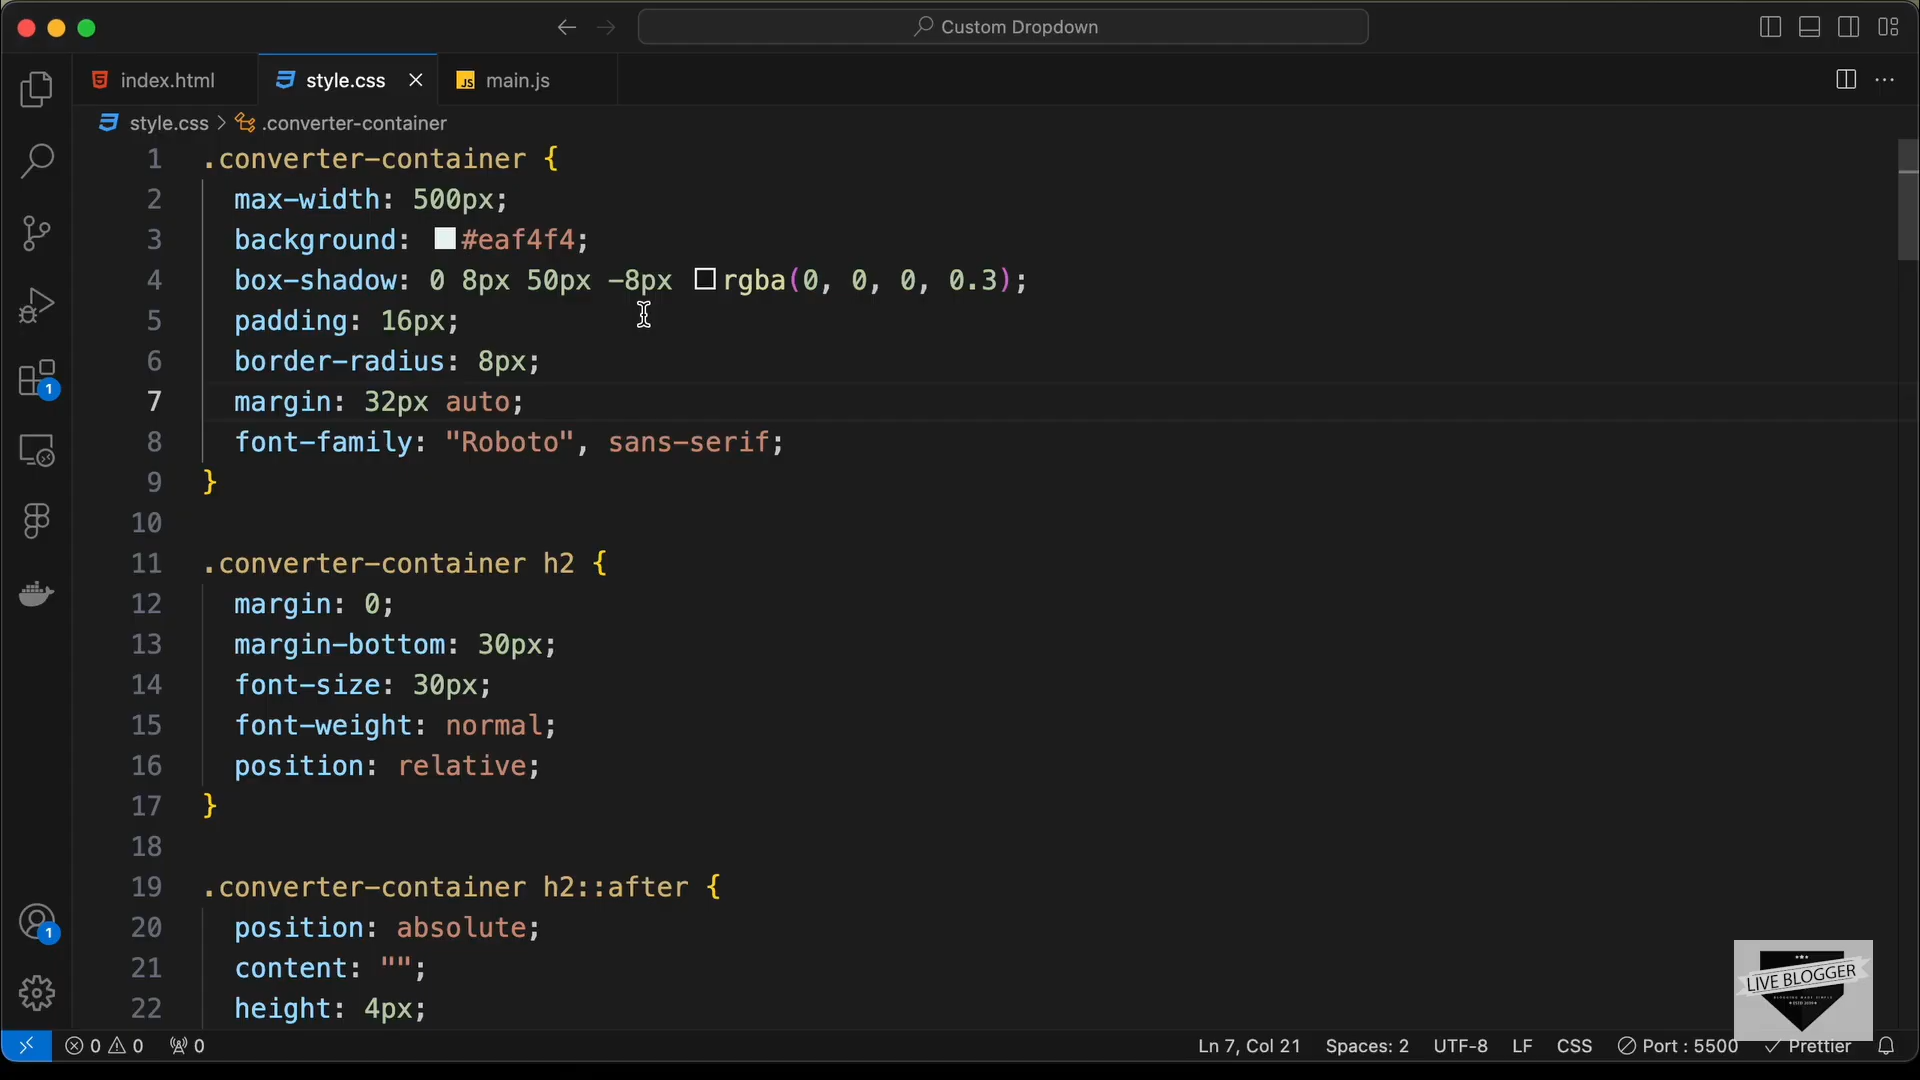 Custom Dropdown
index.html
style.css
JS main.js
style.css > .converter-container
1 .converter-container {
2 max-width: 500px;
3 background: #eaf4f4;
4 box-shadow: 0 8px 50px -8px rgba(0, 0, 0, 0.3);
5 padding: 16px;
6 border-radius: 8px;
7 margin: 32px auto;
8 font-family: "Roboto", sans-serif;
9 }
10
11 .converter-container h2 {
12 margin: 0;
13 margin-bottom: 30px;
14 font-size: 30px;
15 font-weight: normal;
16 position: relative;
17 }
18
19 .converter-container h2::after {
20 position: absolute;
21 content: "";
22 height: 4px;
1
1
LIVE BLOGGER
0 0 0 Ln 7, Col 21 Spaces: 2 UTF-8 LF CSS Port : 5500 Prettier